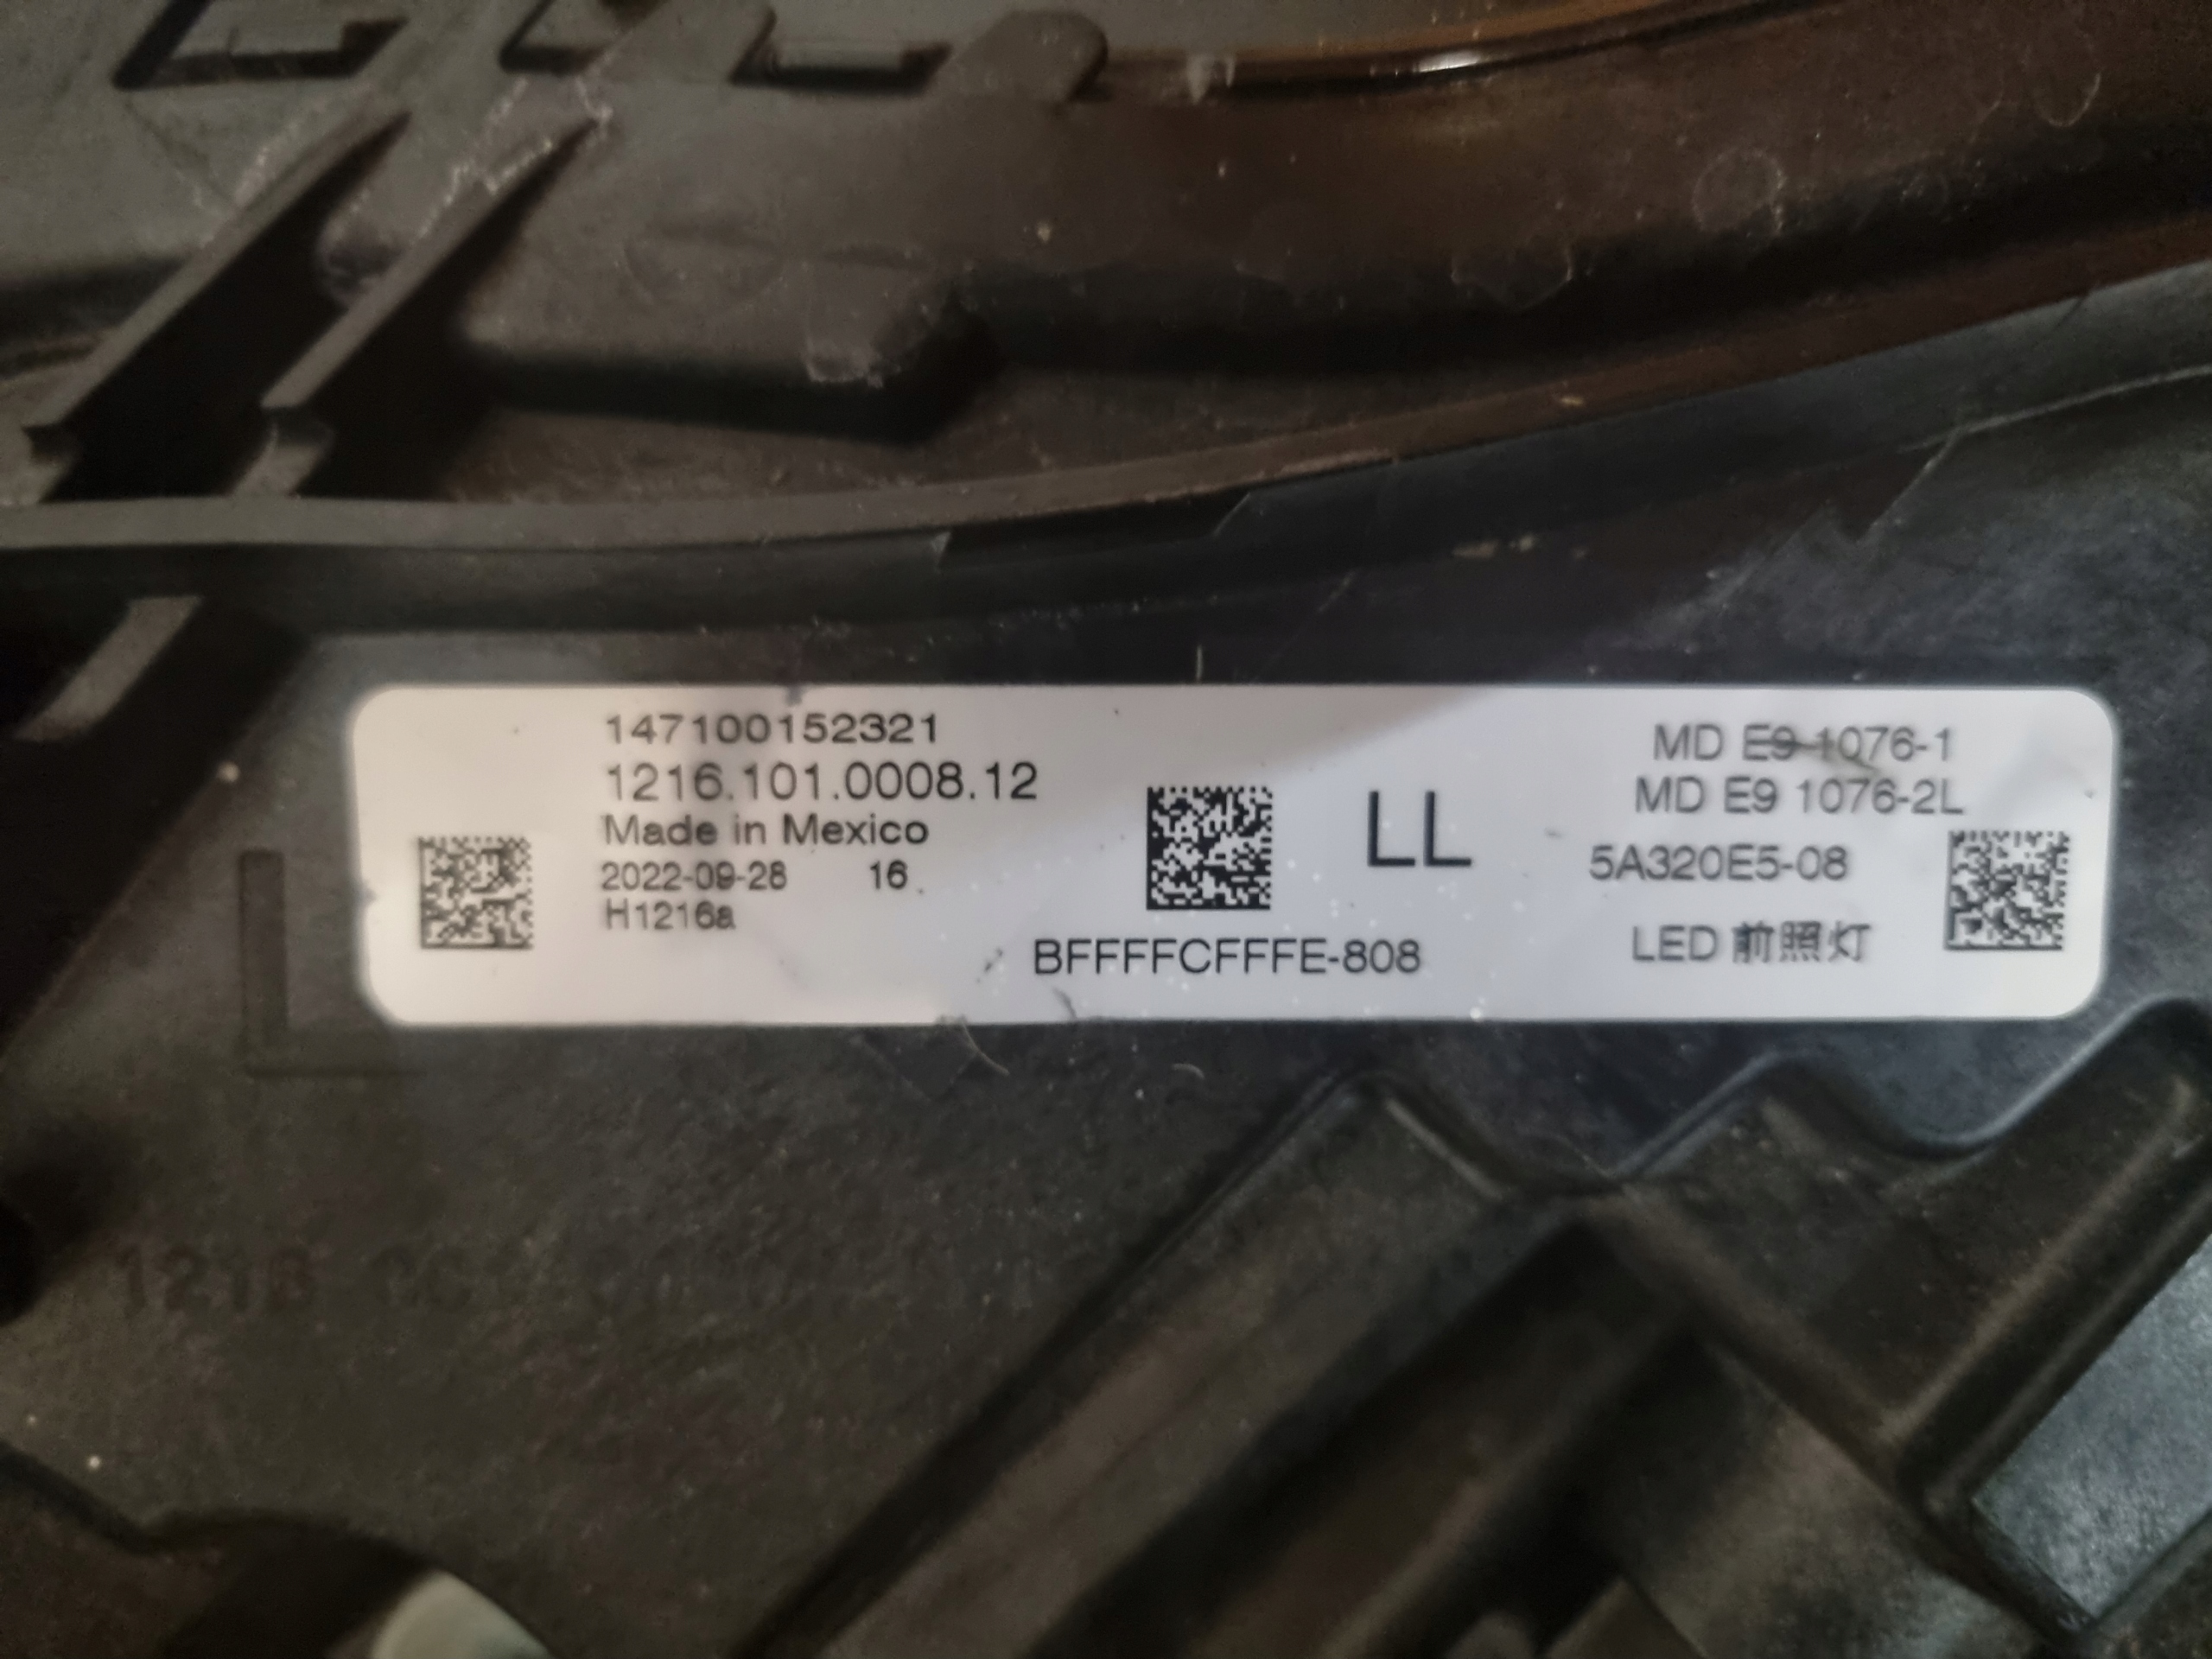 147100152321
1216.101.0008.12
Made in Mexico
2022-09-28 16
H1216a
BFFFFCFFFE-808
LL
MD E9 1076-1
MD E9 1076-2L
5A320E5-08
LED 前照灯
L
1216